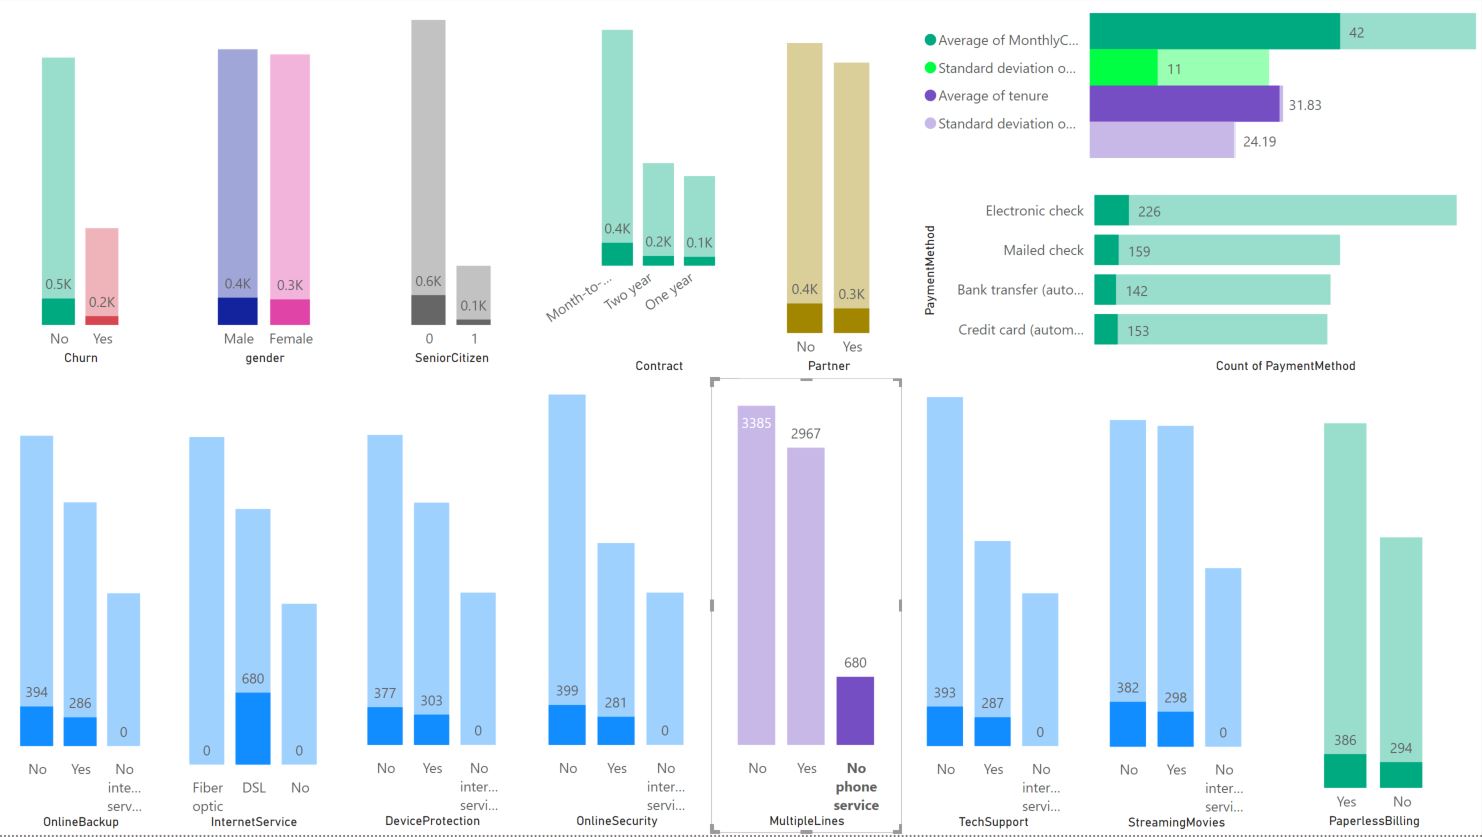 0.5K
0.2K
No
Yes
Churn
0.4K
0.3K
Male
Female
gender
0.6K
0.1K
0
1
SeniorCitizen
0.4K
0.2K
0.1K
Month-to-...
Two year
One year
Contract
0.4K
0.3K
No
Yes
Partner
Average of MonthlyC...
Standard deviation o...
Average of tenure
Standard deviation o...
42
11
31.83
24.19
PaymentMethod
Electronic check
226
Mailed check
159
Bank transfer (auto...
142
Credit card (autom...
153
Count of PaymentMethod
394
286
0
No
Yes
No
inte...
serv...
OnlineBackup
0
680
0
Fiber
optic
DSL
No
InternetService
377
303
0
No
Yes
No
inter...
servi...
DeviceProtection
399
281
0
No
Yes
No
inter...
servi...
OnlineSecurity
3385
2967
680
No
Yes
No
phone
service
MultipleLines
393
287
0
No
Yes
No
inter...
servi...
TechSupport
382
298
0
No
Yes
No
inter...
servi...
StreamingMovies
386
294
Yes
No
PaperlessBilling